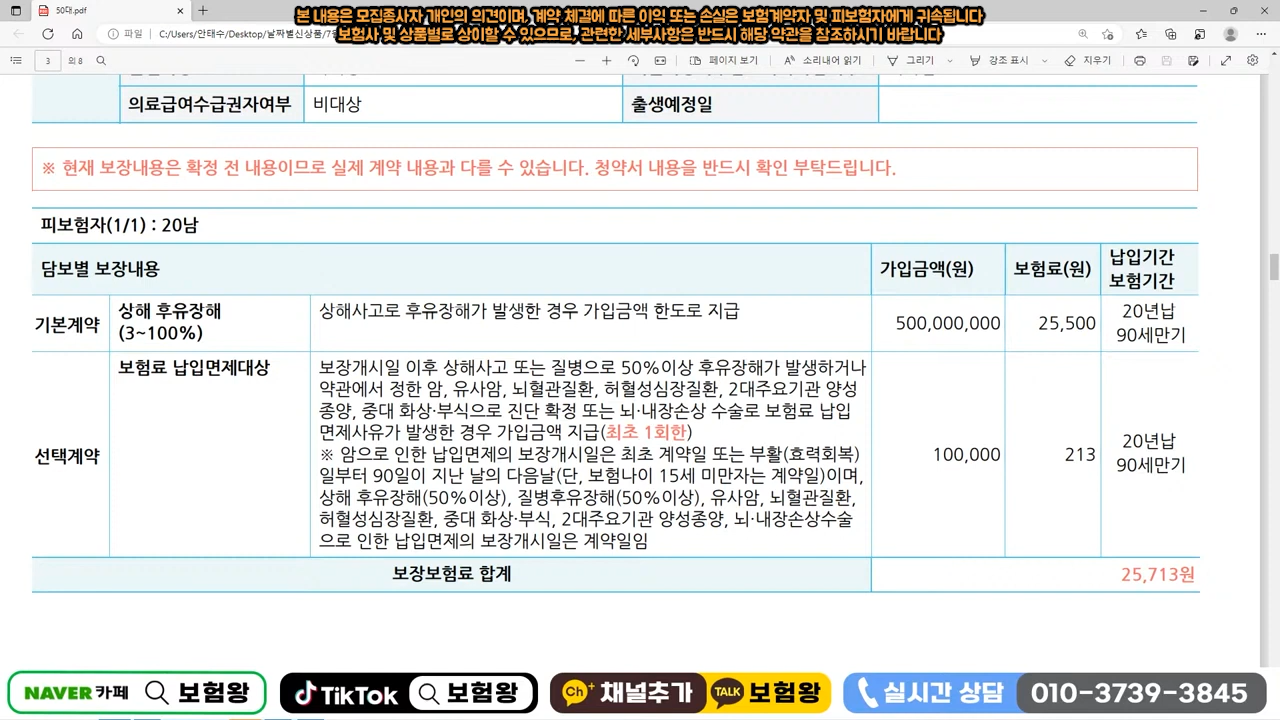 50대.pdf
본 내용은 모집종사자 개인의 의견이며, 계약 체결에 따른 이익 또는 손실은 보험계약자 및 피보험자에게 귀속됩니다
보험사 및 상품별로 상이할 수 있으므로, 관련한 세부사항은 반드시 해당 약관을 참조하시기 바랍니다
파일 C:/Users/안태수/Desktop/날짜별신상품/7월
3 의 8
페이지 보기 소리내어 읽기 그리기 강조 표시 지우기
의료급여수급권자여부 비대상 출생예정일
※ 현재 보장내용은 확정 전 내용이므로 실제 계약 내용과 다를 수 있습니다. 청약서 내용을 반드시 확인 부탁드립니다.
피보험자(1/1) : 20남
담보별 보장내용 가입금액(원) 보험료(원) 납입기간
보험기간
기본계약 상해 후유장해
(3~100%)
상해사고로 후유장해가 발생한 경우 가입금액 한도로 지급
500,000,000 25,500 20년납
90세만기
선택계약 보험료 납입면제대상
보장개시일 이후 상해사고 또는 질병으로 50%이상 후유장해가 발생하거나
약관에서 정한 암, 유사암, 뇌혈관질환, 허혈성심장질환, 2대주요기관 양성
종양, 중대 화상·부식으로 진단 확정 또는 뇌·내장손상 수술로 보험료 납입
면제사유가 발생한 경우 가입금액 지급(최초 1회한)
※ 암으로 인한 납입면제의 보장개시일은 최초 계약일 또는 부활(효력회복)
일부터 90일이 지난 날의 다음날(단, 보험나이 15세 미만자는 계약일)이며,
상해 후유장해(50%이상), 질병후유장해(50%이상), 유사암, 뇌혈관질환,
허혈성심장질환, 중대 화상·부식, 2대주요기관 양성종양, 뇌·내장손상수술
으로 인한 납입면제의 보장개시일은 계약일임
100,000 213 20년납
90세만기
보장보험료 합계 25,713원
NAVER 카페 보험왕
TikTok 보험왕
Ch+ 채널추가 TALK 보험왕
실시간 상담 010-3739-3845